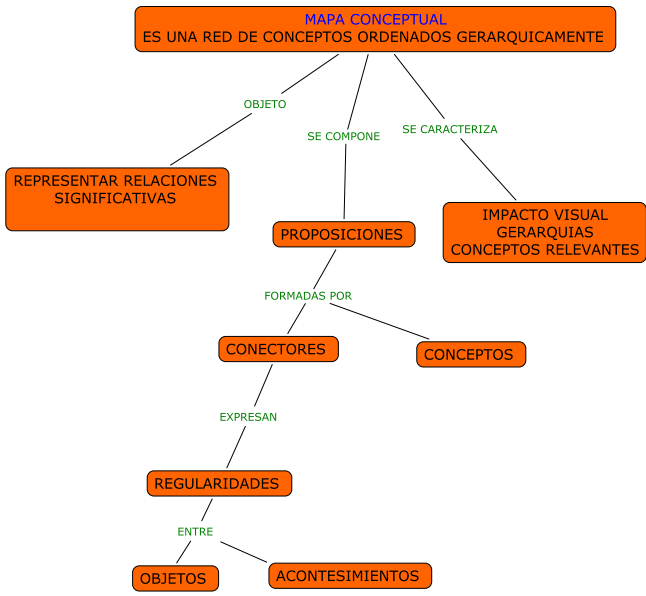 MAPA CONCEPTUAL
ES UNA RED DE CONCEPTOS ORDENADOS GERARQUICAMENTE
OBJETO
SE COMPONE
SE CARACTERIZA
REPRESENTAR RELACIONES
SIGNIFICATIVAS
PROPOSICIONES
IMPACTO VISUAL
GERARQUIAS
CONCEPTOS RELEVANTES
FORMADAS POR
CONECTORES
CONCEPTOS
EXPRESAN
REGULARIDADES
ENTRE
OBJETOS
ACONTESIMIENTOS